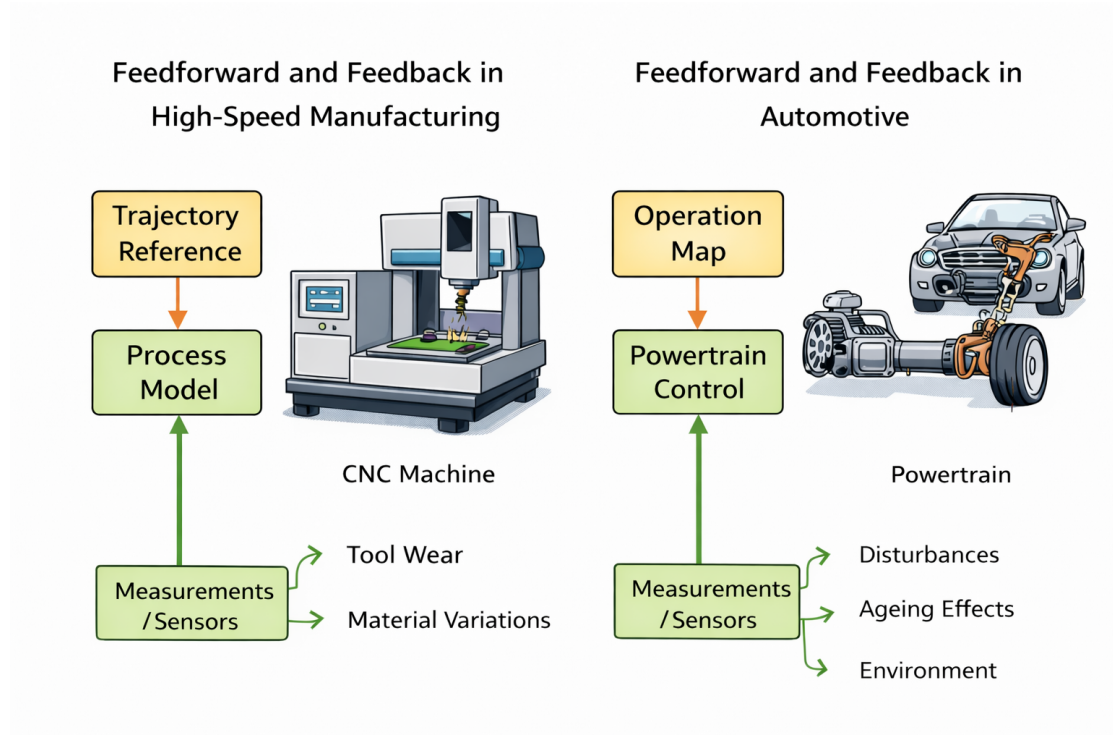 Feedforward and Feedback in
High-Speed Manufacturing
Trajectory
Reference
Process
Model
CNC Machine
Measurements
/Sensors
Tool Wear
Material Variations
Feedforward and Feedback in
Automotive
Operation
Map
Powertrain
Control
Powertrain
Measurements
/Sensors
Disturbances
Ageing Effects
Environment